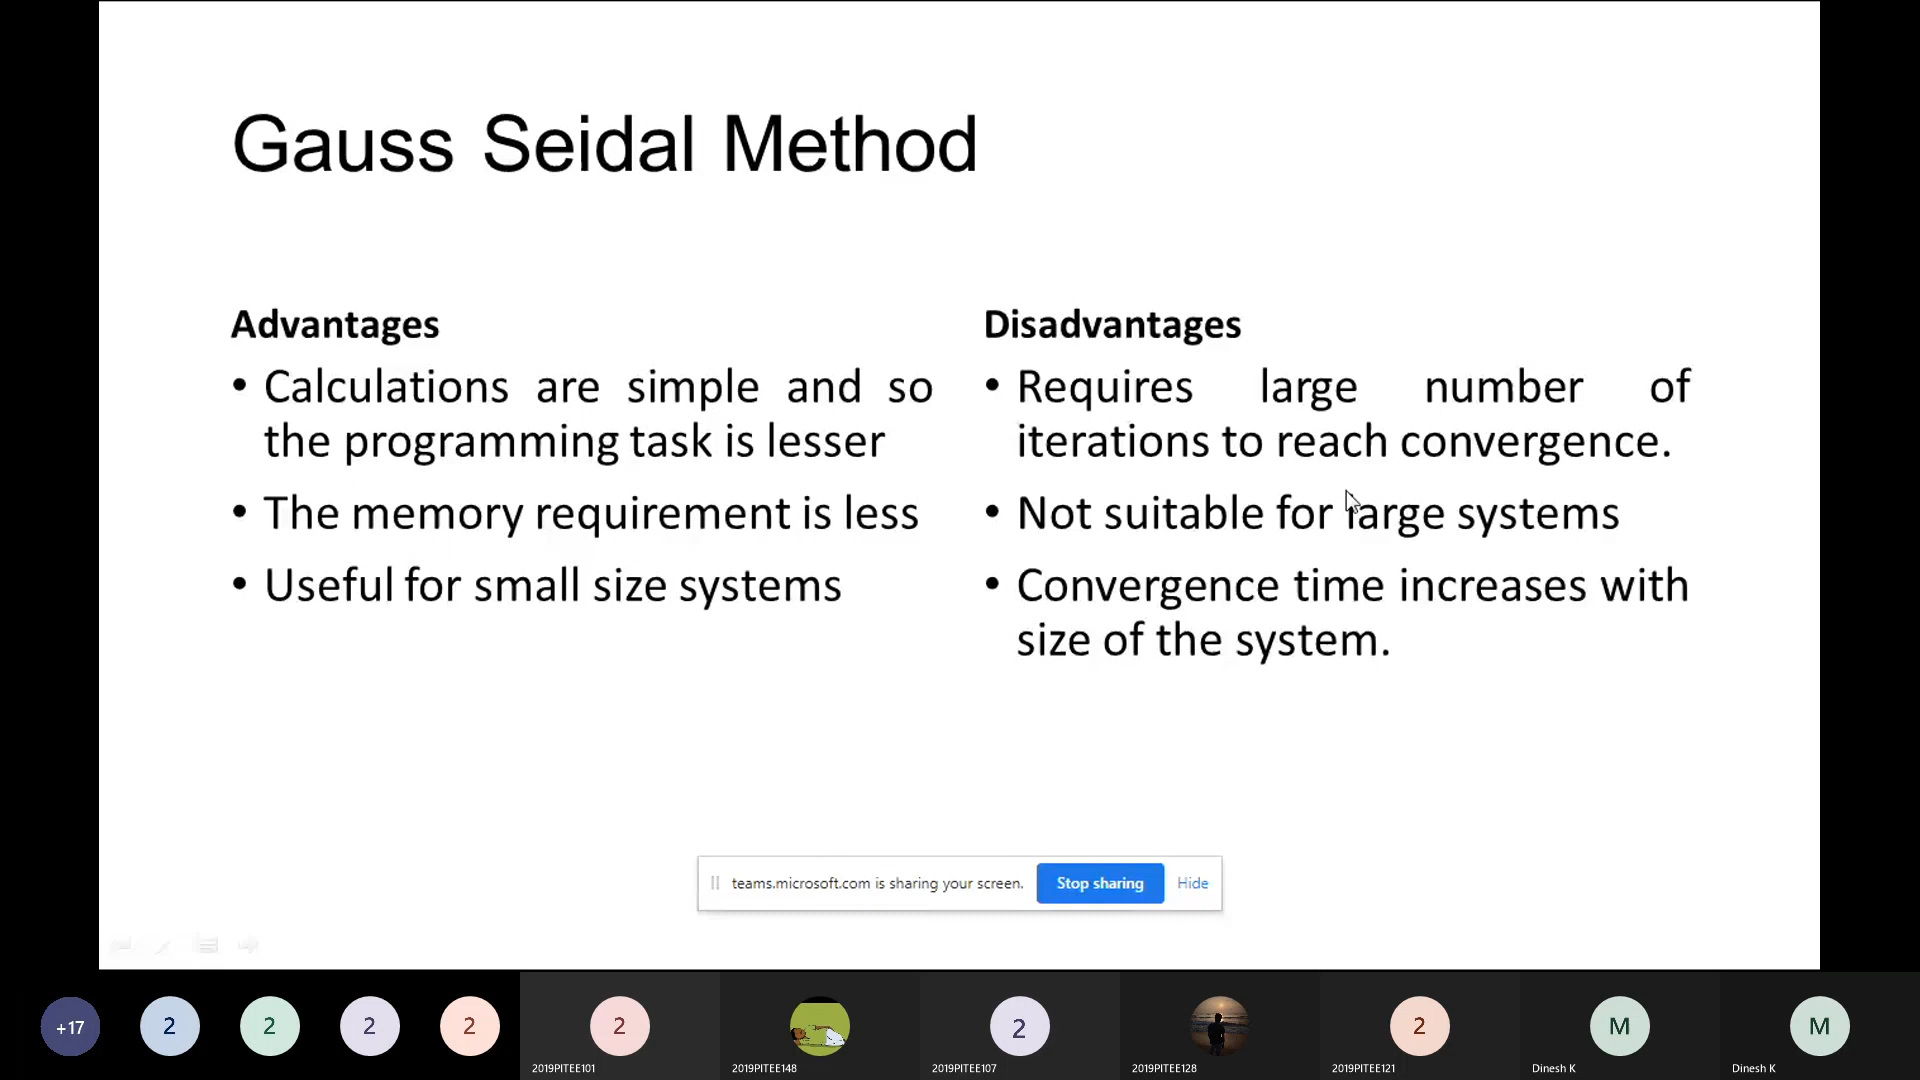 Gauss Seidal Method
Advantages
• Calculations are simple and so
the programming task is lesser
• The memory requirement is less
• Useful for small size systems
Disadvantages
• Requires large number of
iterations to reach convergence.
• Not suitable for large systems
• Convergence time increases with
size of the system.
teams.microsoft.com is sharing your screen.
Stop sharing
Hide
+17
2
2
2
2
2
2
2
M
M
2019PITEE101
2019PITEE148
2019PITEE107
2019PITEE128
2019PITEE121
Dinesh K
Dinesh K